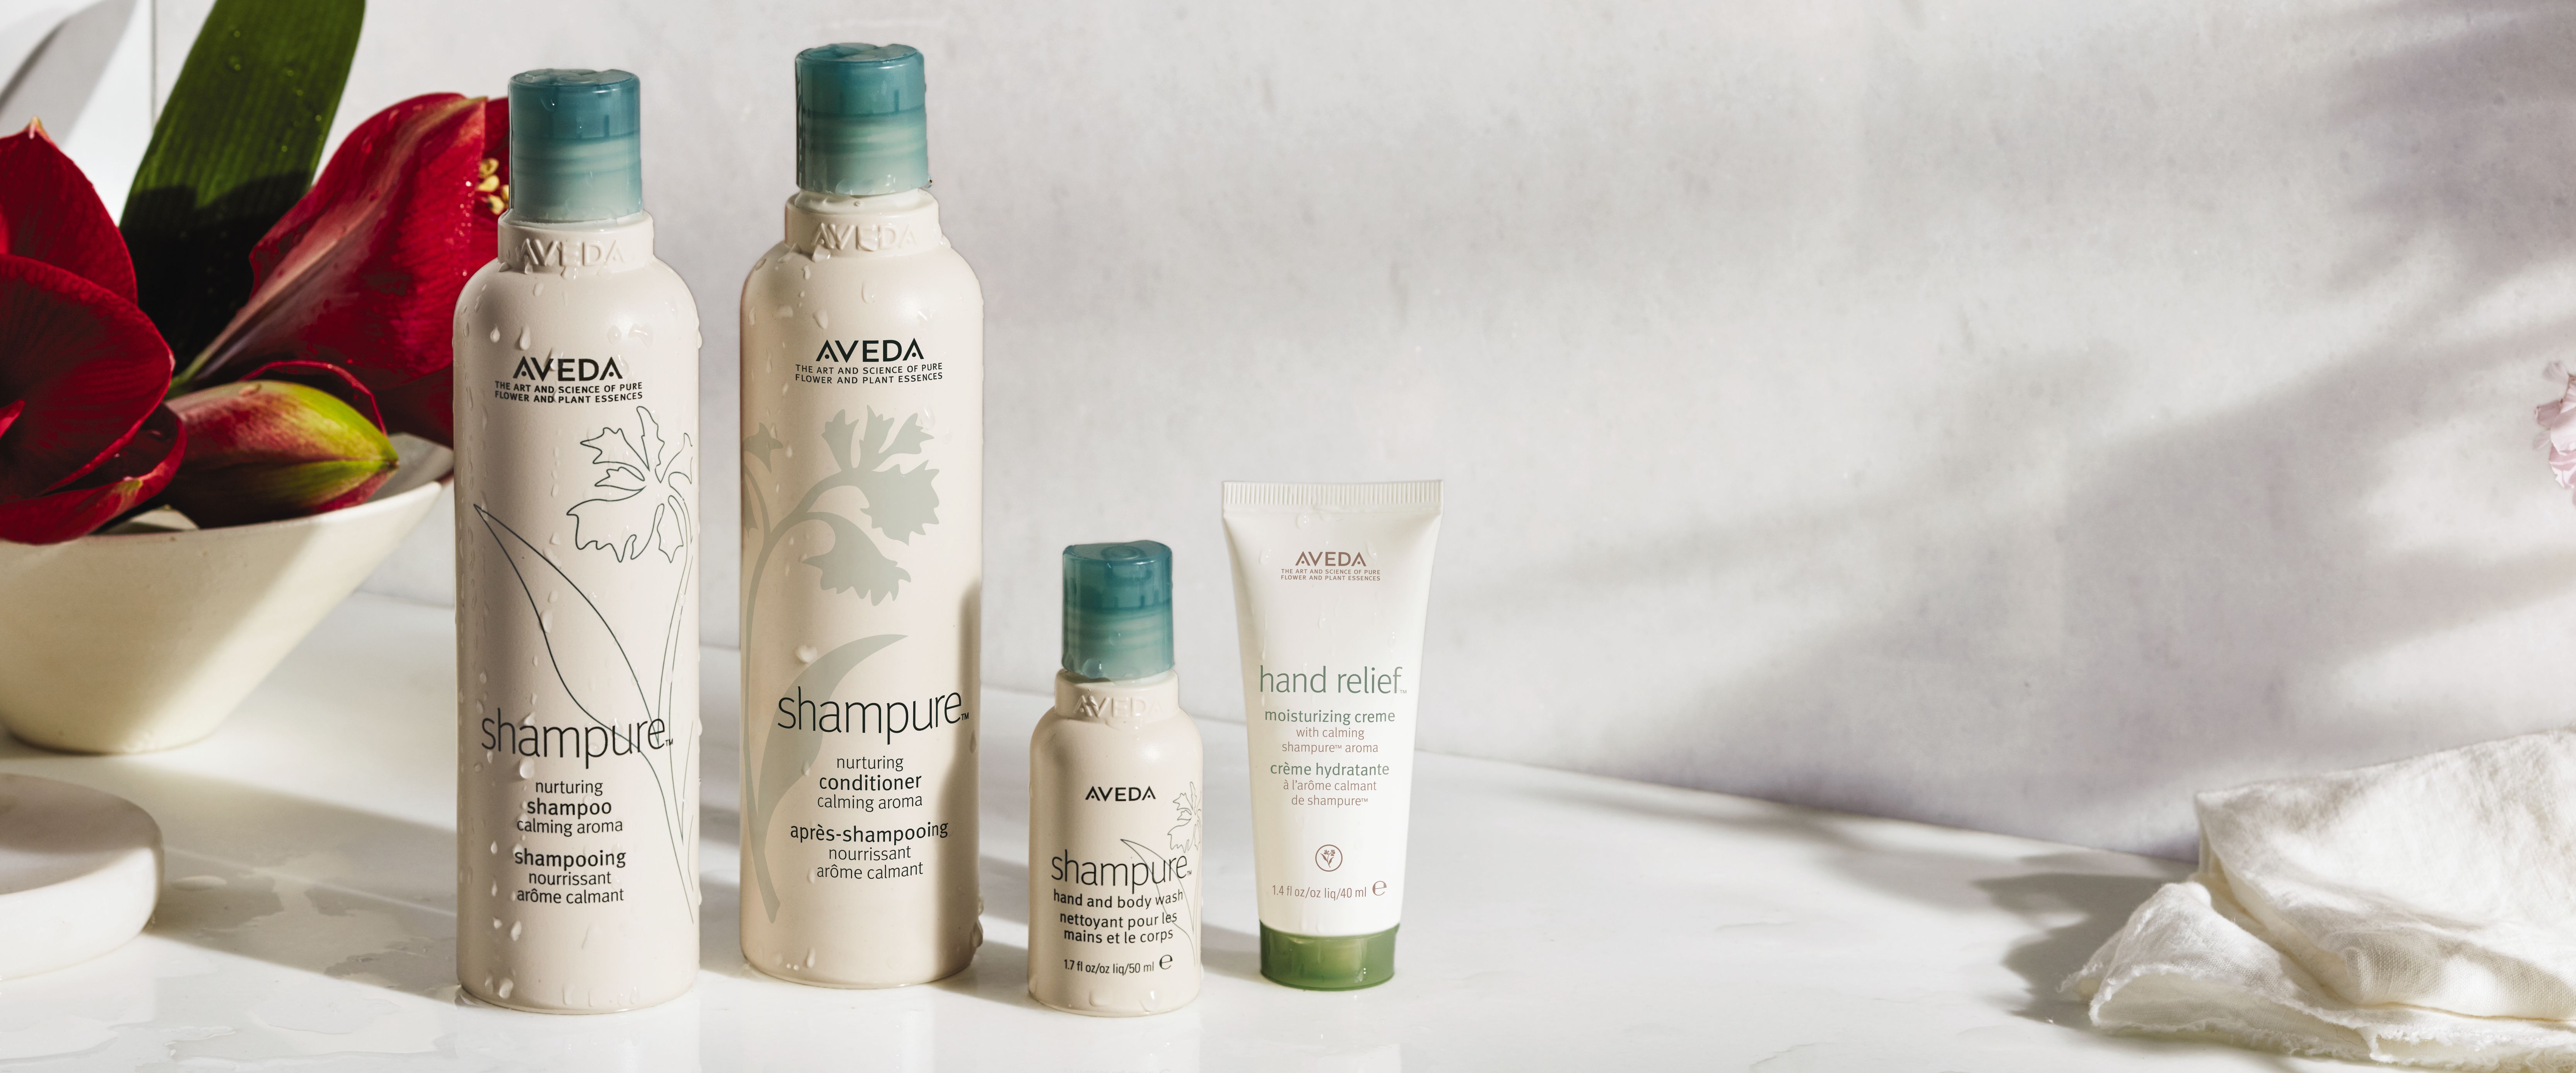 AVEDA
AVEDA
THE ART AND SCIENCE OF PURE
FLOWER AND PLANT ESSENCES
shampure™
nurturing
shampoo
calming aroma
shampooing
nourrissant
arôme calmant
AVEDA
AVEDA
THE ART AND SCIENCE OF PURE
FLOWER AND PLANT ESSENCES
shampure™
nurturing
conditioner
calming aroma
après-shampooing
nourrissant
arôme calmant
AVEDA
AVEDA
shampure™
hand and body wash
nettoyant pour les
mains et le corps
1.7 fl oz/oz liq/50 ml ℮
AVEDA
THE ART AND SCIENCE OF PURE
FLOWER AND PLANT ESSENCES
hand relief™
moisturizing creme
with calming
shampure™ aroma
crème hydratante
à l'arôme calmant
de shampure™
1.4 fl oz/oz liq/40 ml ℮